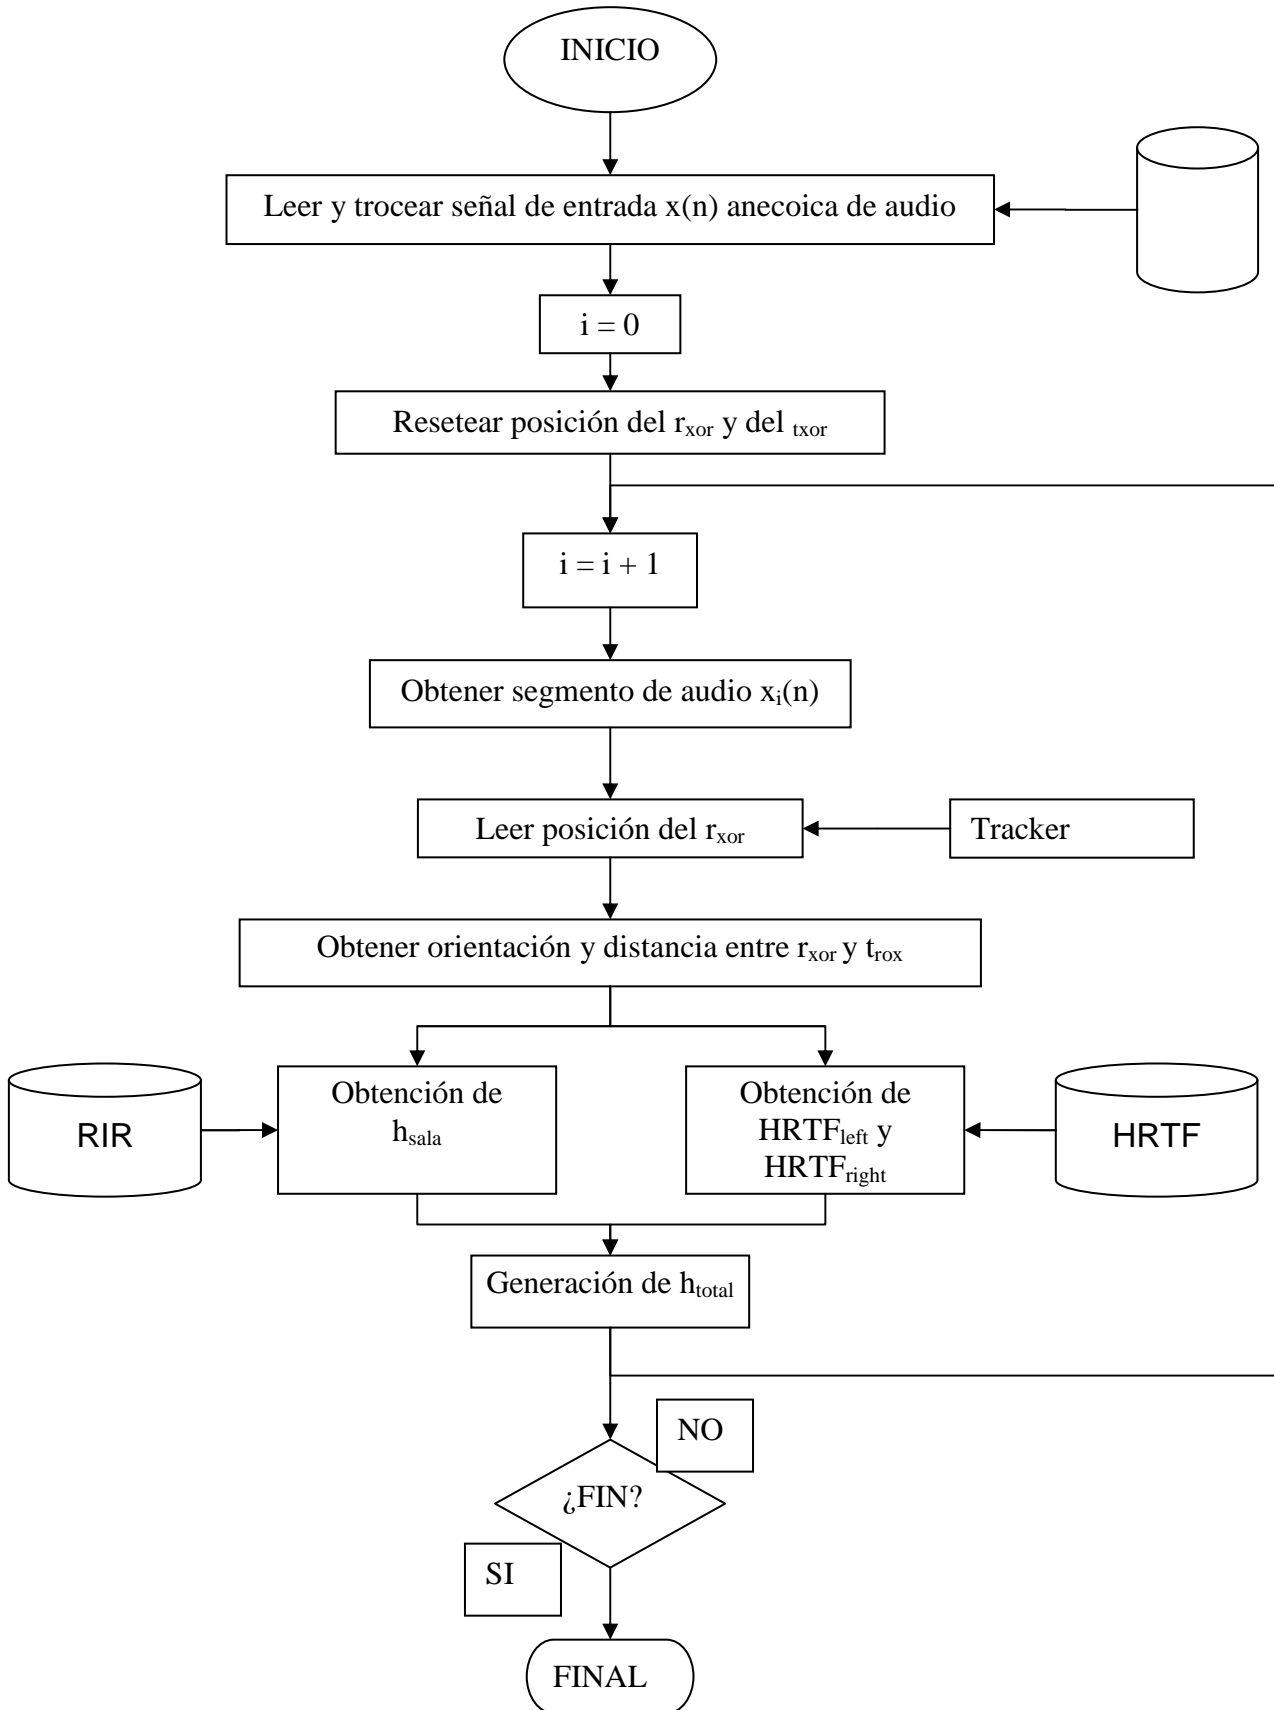 INICIO
Leer y trocear señal de entrada x(n) anecoica de audio
i = 0
Resetear posición del rxor y del txor
i = i + 1
Obtener segmento de audio xi(n)
Leer posición del rxor
Tracker
Obtener orientación y distancia entre rxor y trox
RIR
Obtención de
hsala
Obtención de
HRTFleft y
HRTFright
HRTF
Generación de htotal
NO
¿FIN?
SI
FINAL